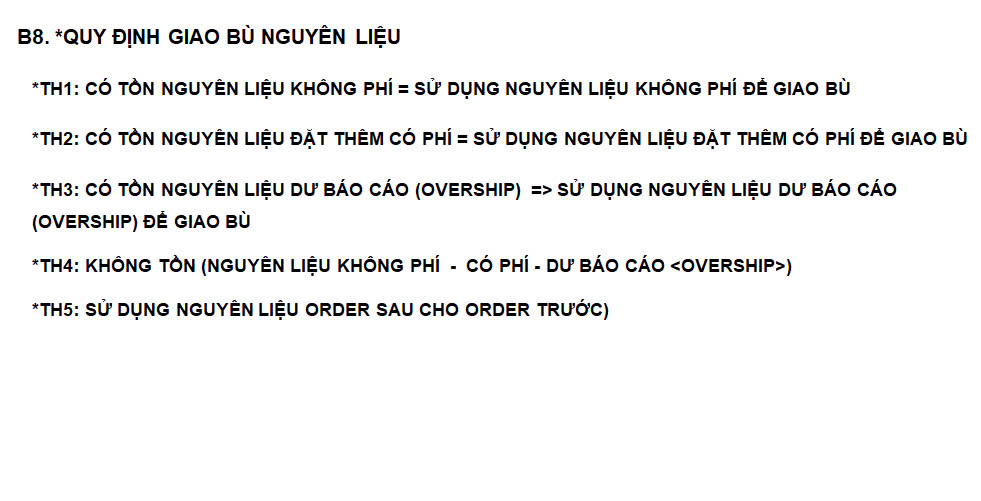 B8. *QUY ĐỊNH GIAO BÙ NGUYÊN LIỆU
*TH1: CÓ TỒN NGUYÊN LIỆU KHÔNG PHÍ = SỬ DỤNG NGUYÊN LIỆU KHÔNG PHÍ ĐỂ GIAO BÙ
*TH2: CÓ TỒN NGUYÊN LIỆU ĐẶT THÊM CÓ PHÍ = SỬ DỤNG NGUYÊN LIỆU ĐẶT THÊM CÓ PHÍ ĐỂ GIAO BÙ
*TH3: CÓ TỒN NGUYÊN LIỆU DƯ BÁO CÁO (OVERSHIP) => SỬ DỤNG NGUYÊN LIỆU DƯ BÁO CÁO
(OVERSHIP) ĐỂ GIAO BÙ
*TH4: KHÔNG TỒN (NGUYÊN LIỆU KHÔNG PHÍ - CÓ PHÍ - DƯ BÁO CÁO <OVERSHIP>)
*TH5: SỬ DỤNG NGUYÊN LIỆU ORDER SAU CHO ORDER TRƯỚC)